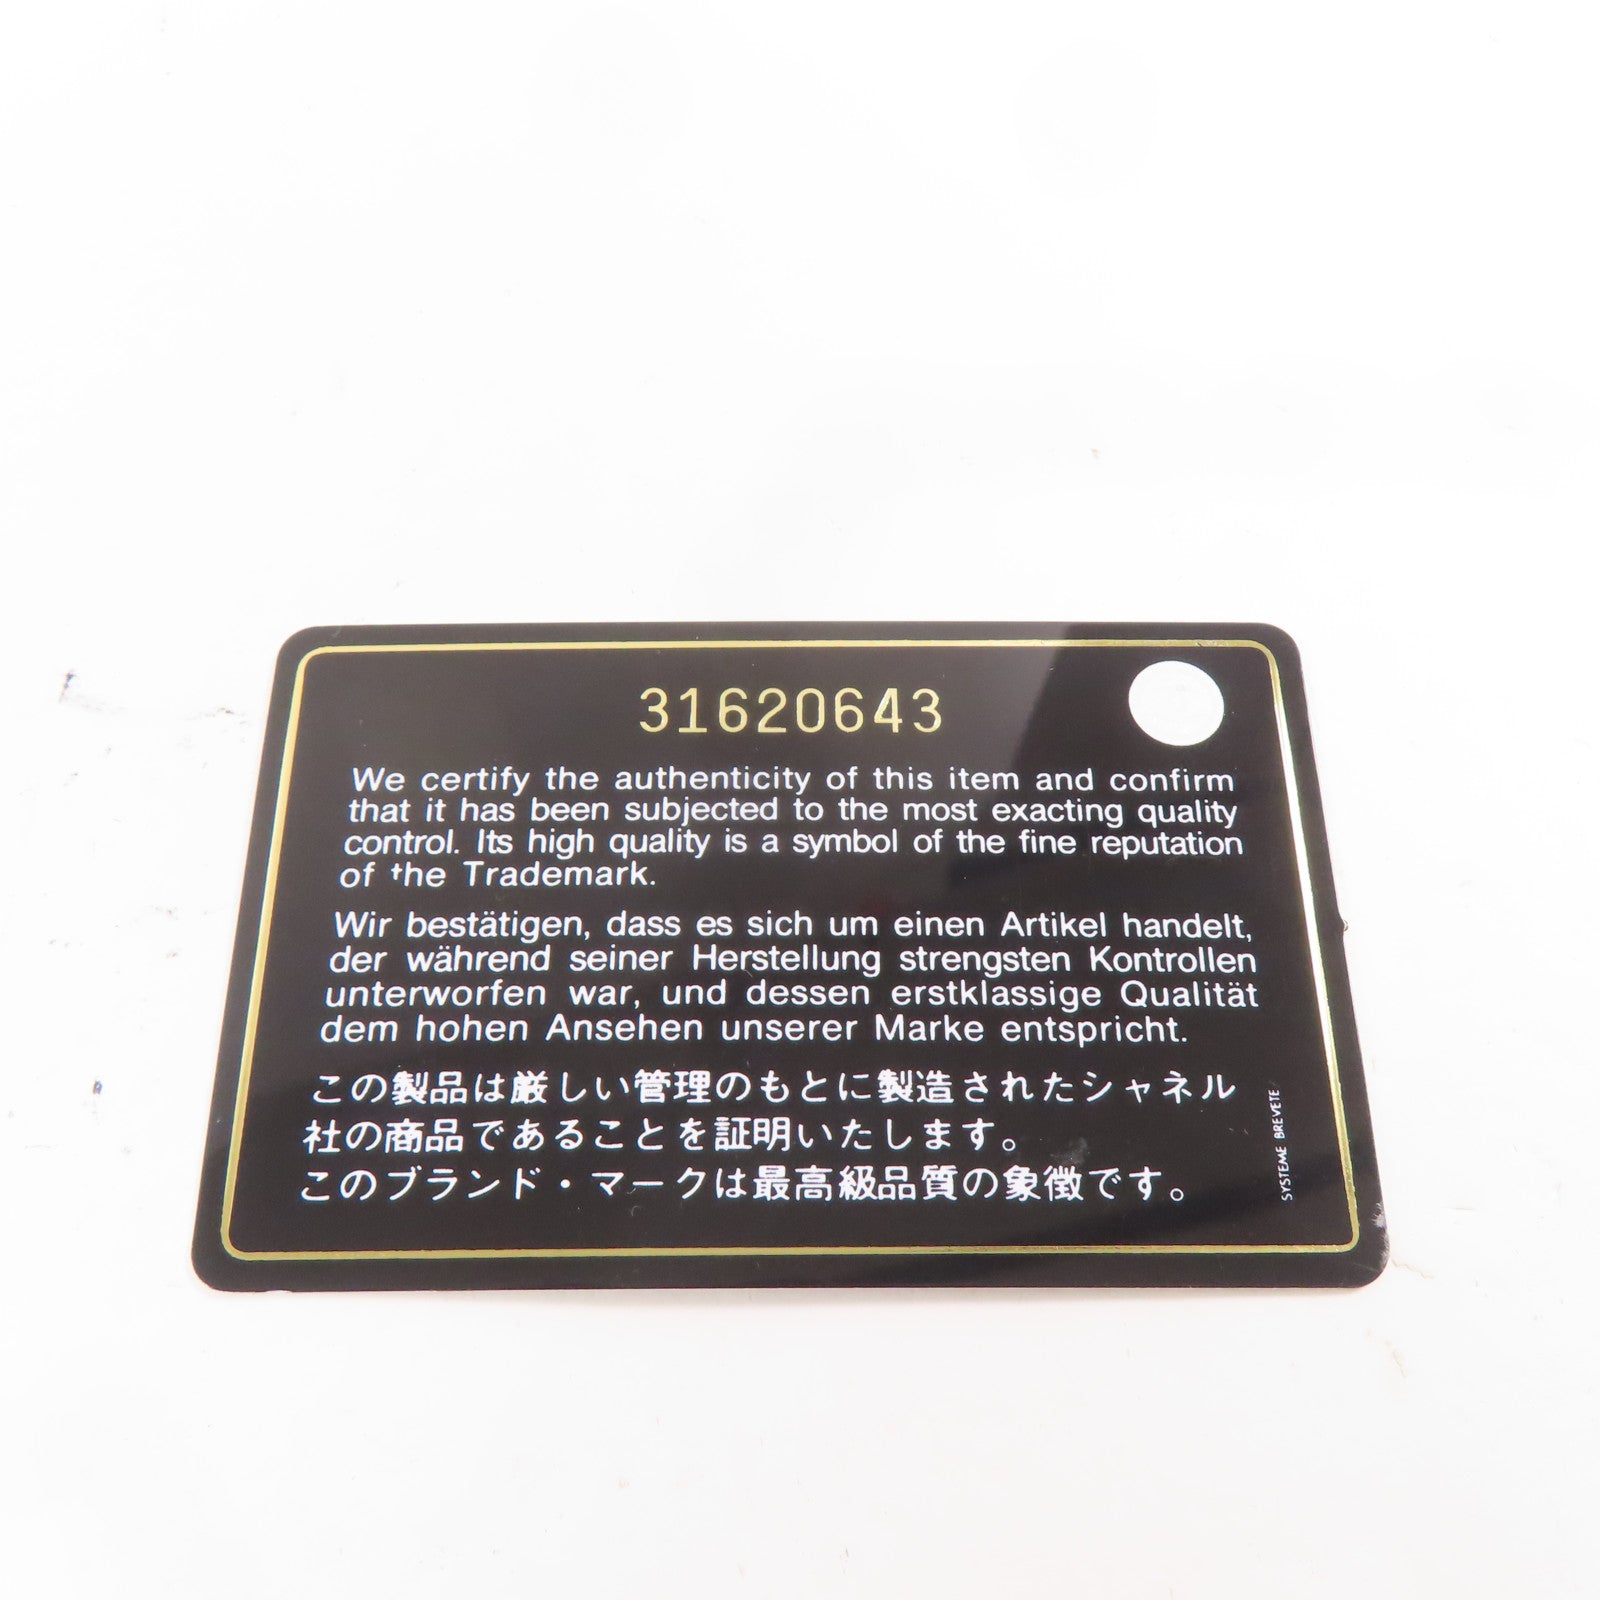 31620643
We certify the authenticity of this item and confirm
that it has been subjected to the most exacting quality
control. Its high quality is a symbol of the fine reputation
of the Trademark.
Wir bestätigen, dass es sich um einen Artikel handelt,
der während seiner Herstellung strengsten Kontrollen
unterworfen war, und dessen erstklassige Qualität
dem hohen Ansehen unserer Marke entspricht.
この製品は厳しい管理のもとに製造されたシャネル
社の商品であることを証明いたします。
このブランド・マークは最高級品質の象徴です。
SYSTEME BREVETE